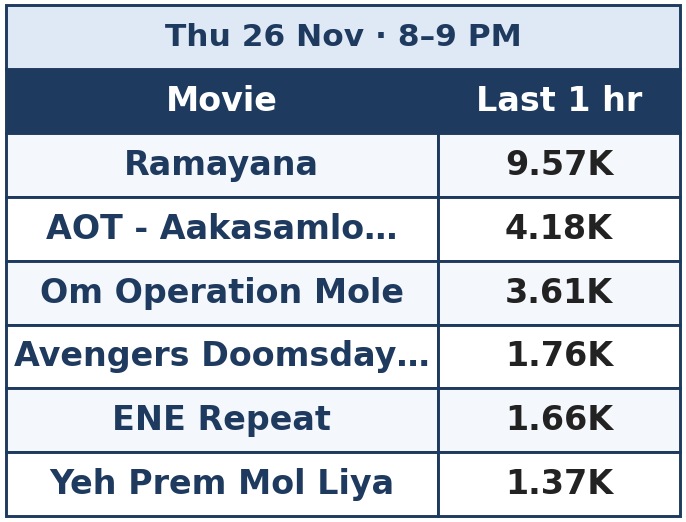 Thu 26 Nov · 8–9 PM
Movie Last 1 hr
Ramayana 9.57K
AOT - Aakasamlo... 4.18K
Om Operation Mole 3.61K
Avengers Doomsday... 1.76K
ENE Repeat 1.66K
Yeh Prem Mol Liya 1.37K